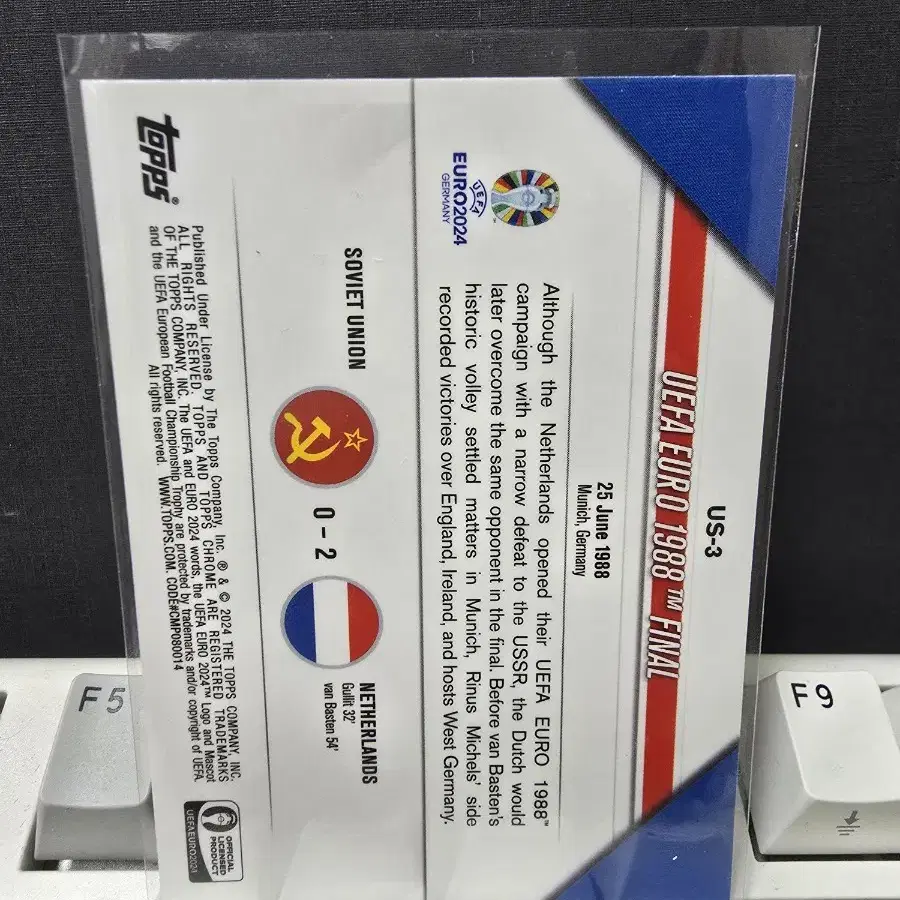 US-3
UEFA EURO 1988™ FINAL
25 June 1988
Munich, Germany
UEFA
EURO2024
GERMANY
Although the Netherlands opened their UEFA EURO 1988™
campaign with a narrow defeat to the USSR, the Dutch would
later overcome the same opponent in the final. Before van Basten's
historic volley settled matters in Munich, Rinus Michels' side
recorded victories over England, Ireland, and hosts West Germany.
SOVIET UNION
0 – 2
NETHERLANDS
Gullit 32'
van Basten 54'
topps®
Published Under License by The Topps Company, Inc. ® & © 2024 THE TOPPS COMPANY, INC.
ALL RIGHTS RESERVED; TOPPS AND TOPPS CHROME ARE REGISTERED TRADEMARKS
OF THE TOPPS COMPANY, INC. The UEFA and EURO 2024 words, the UEFA EURO 2024™ Logo and Mascot
and the UEFA European Football Championship Trophy are protected by trademarks and/or copyright of UEFA.
All rights reserved. WWW.TOPPS.COM. CODE#CMP080014
OFFICIAL
LICENSED
PRODUCT
UEFAEURO2024
F5
F9